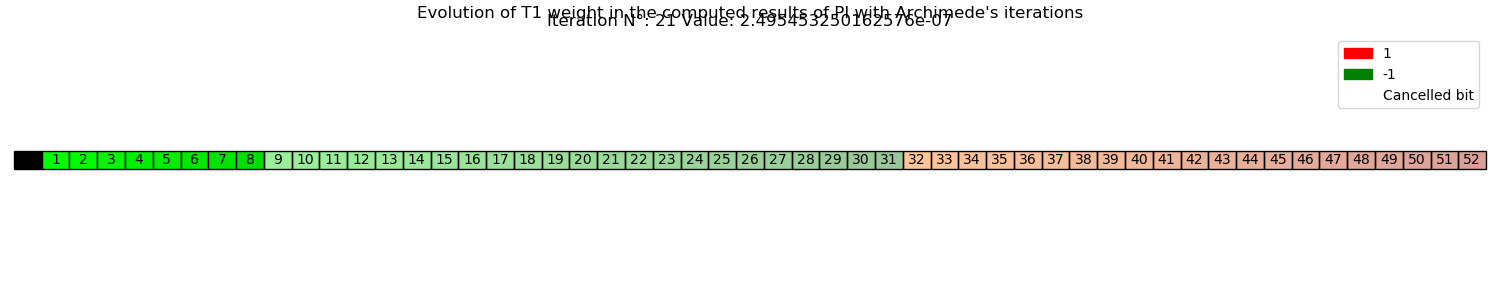 Evolution of T1 weight in the computed results of PI with Archimede's iterations
Iteration N°: 21 Value: 2.495453250162576e-07
1
-1
Cancelled bit
1 2 3 4 5 6 7 8 9 10 11 12 13 14 15 16 17 18 19 20 21 22 23 24 25 26 27 28 29 30 31 32 33 34 35 36 37 38 39 40 41 42 43 44 45 46 47 48 49 50 51 52